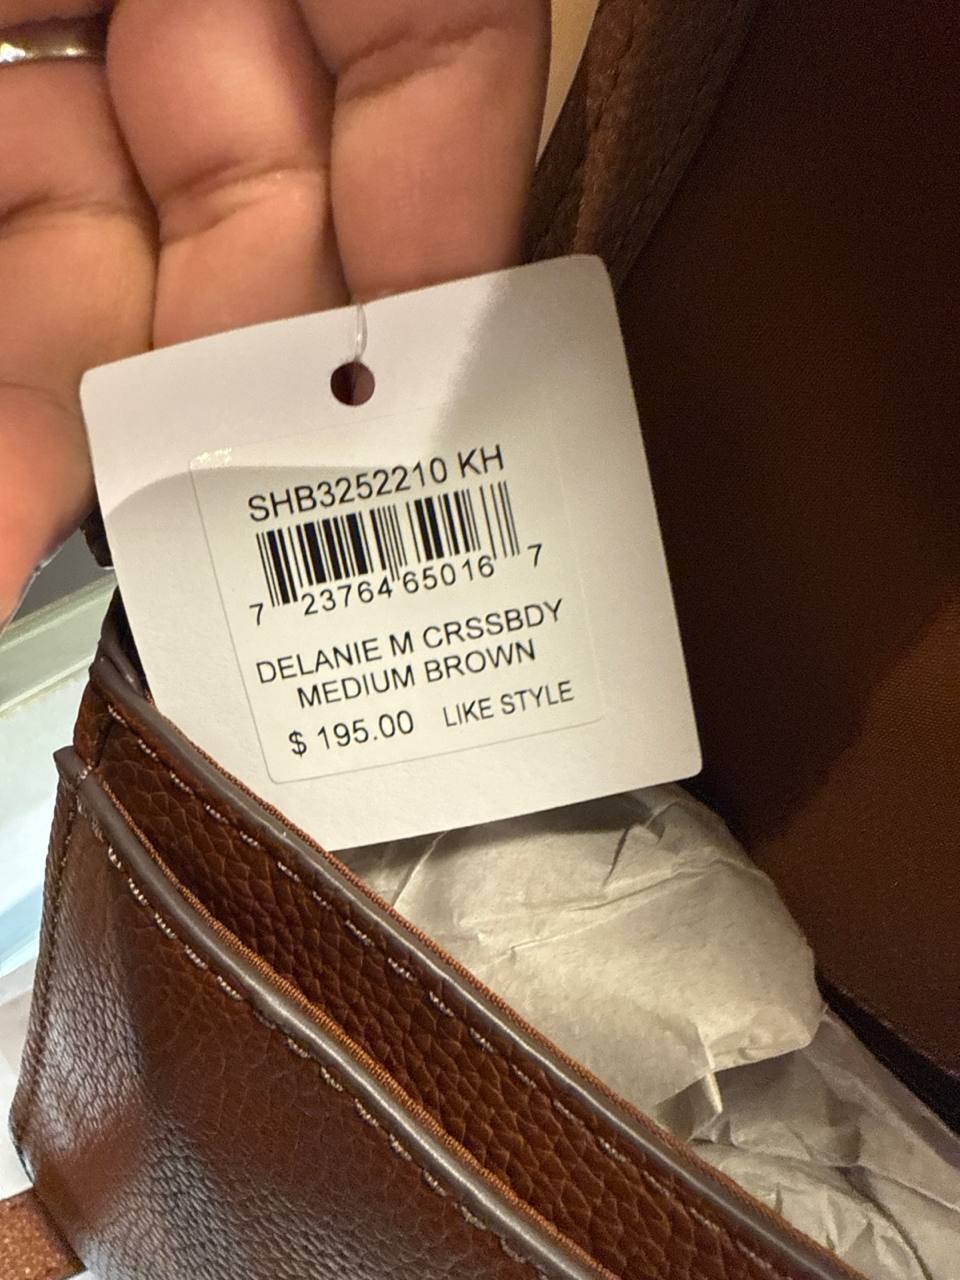 SHB3252210 KH
7 23764 65016 7
DELANIE M CRSSBDY
MEDIUM BROWN
$ 195.00 LIKE STYLE